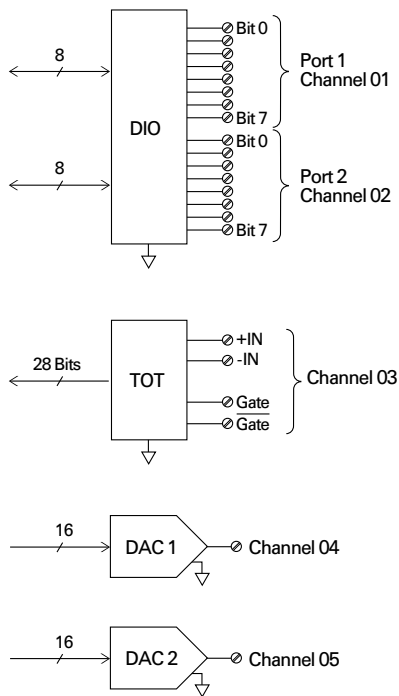 8
DIO
Bit 0
Bit 7
Port 1
Channel 01
8
Bit 0
Bit 7
Port 2
Channel 02
28 Bits
TOT
+IN
-IN
Gate
Gate
Channel 03
16
DAC 1
Channel 04
16
DAC 2
Channel 05